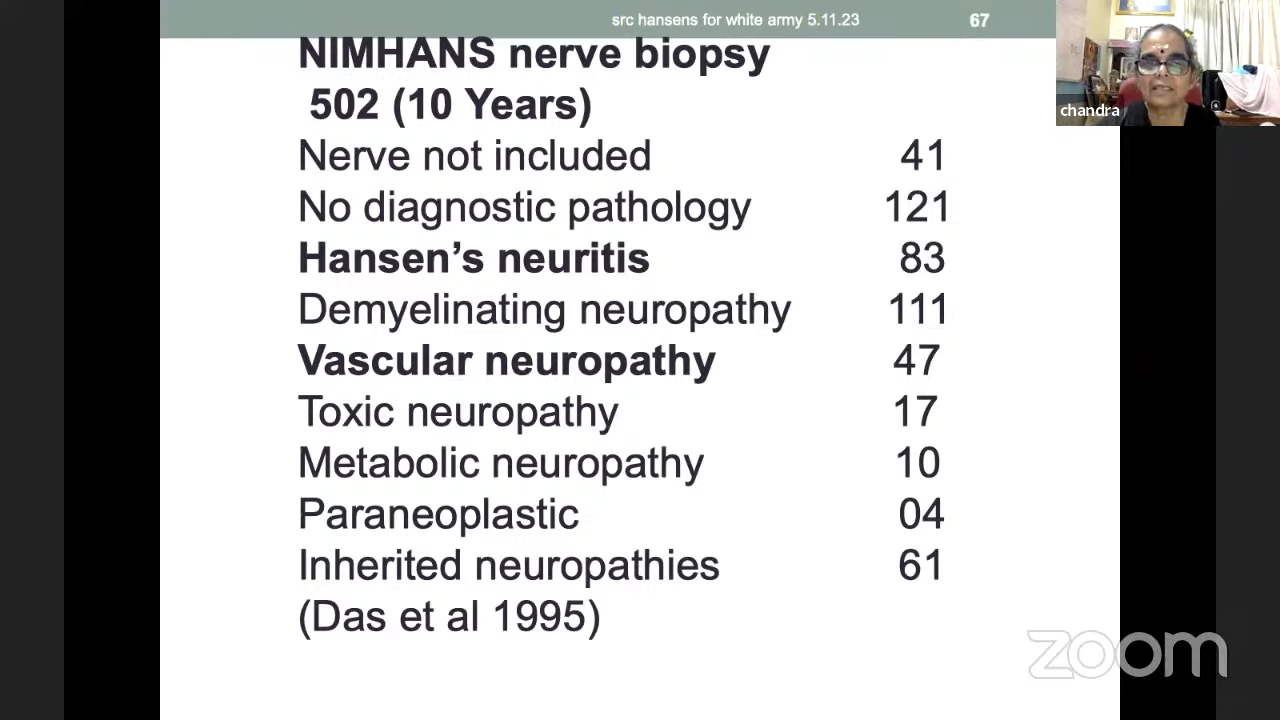 src hansens for white army 5.11.23 67
chandra
NIMHANS nerve biopsy
502 (10 Years)
Nerve not included 41
No diagnostic pathology 121
Hansen’s neuritis 83
Demyelinating neuropathy 111
Vascular neuropathy 47
Toxic neuropathy 17
Metabolic neuropathy 10
Paraneoplastic 04
Inherited neuropathies 61
(Das et al 1995)
zoom